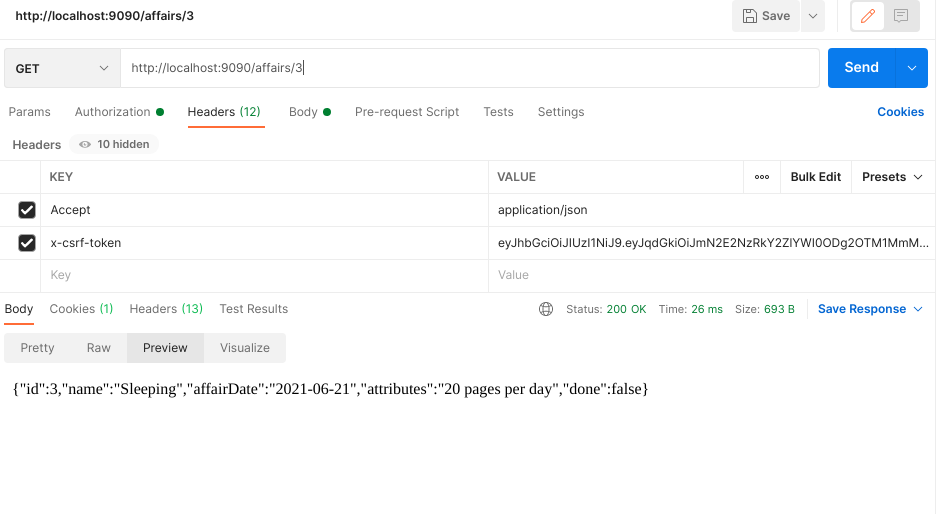 http://localhost:9090/affairs/3 Save
GET http://localhost:9090/affairs/3 Send
Params Authorization Headers (12) Body Pre-request Script Tests Settings Cookies
Headers 10 hidden
KEY VALUE ooo Bulk Edit Presets
Accept application/json
x-csrf-token eyJhbGciOiJIUzI1NiJ9.eyJqdGkiOiJmN2E2NzRkY2ZlYWI0ODg2OTM1MmM...
Key Value
Body Cookies (1) Headers (13) Test Results Status: 200 OK Time: 26 ms Size: 693 B Save Response
Pretty Raw Preview Visualize
{"id":3,"name":"Sleeping","affairDate":"2021-06-21","attributes":"20 pages per day","done":false}